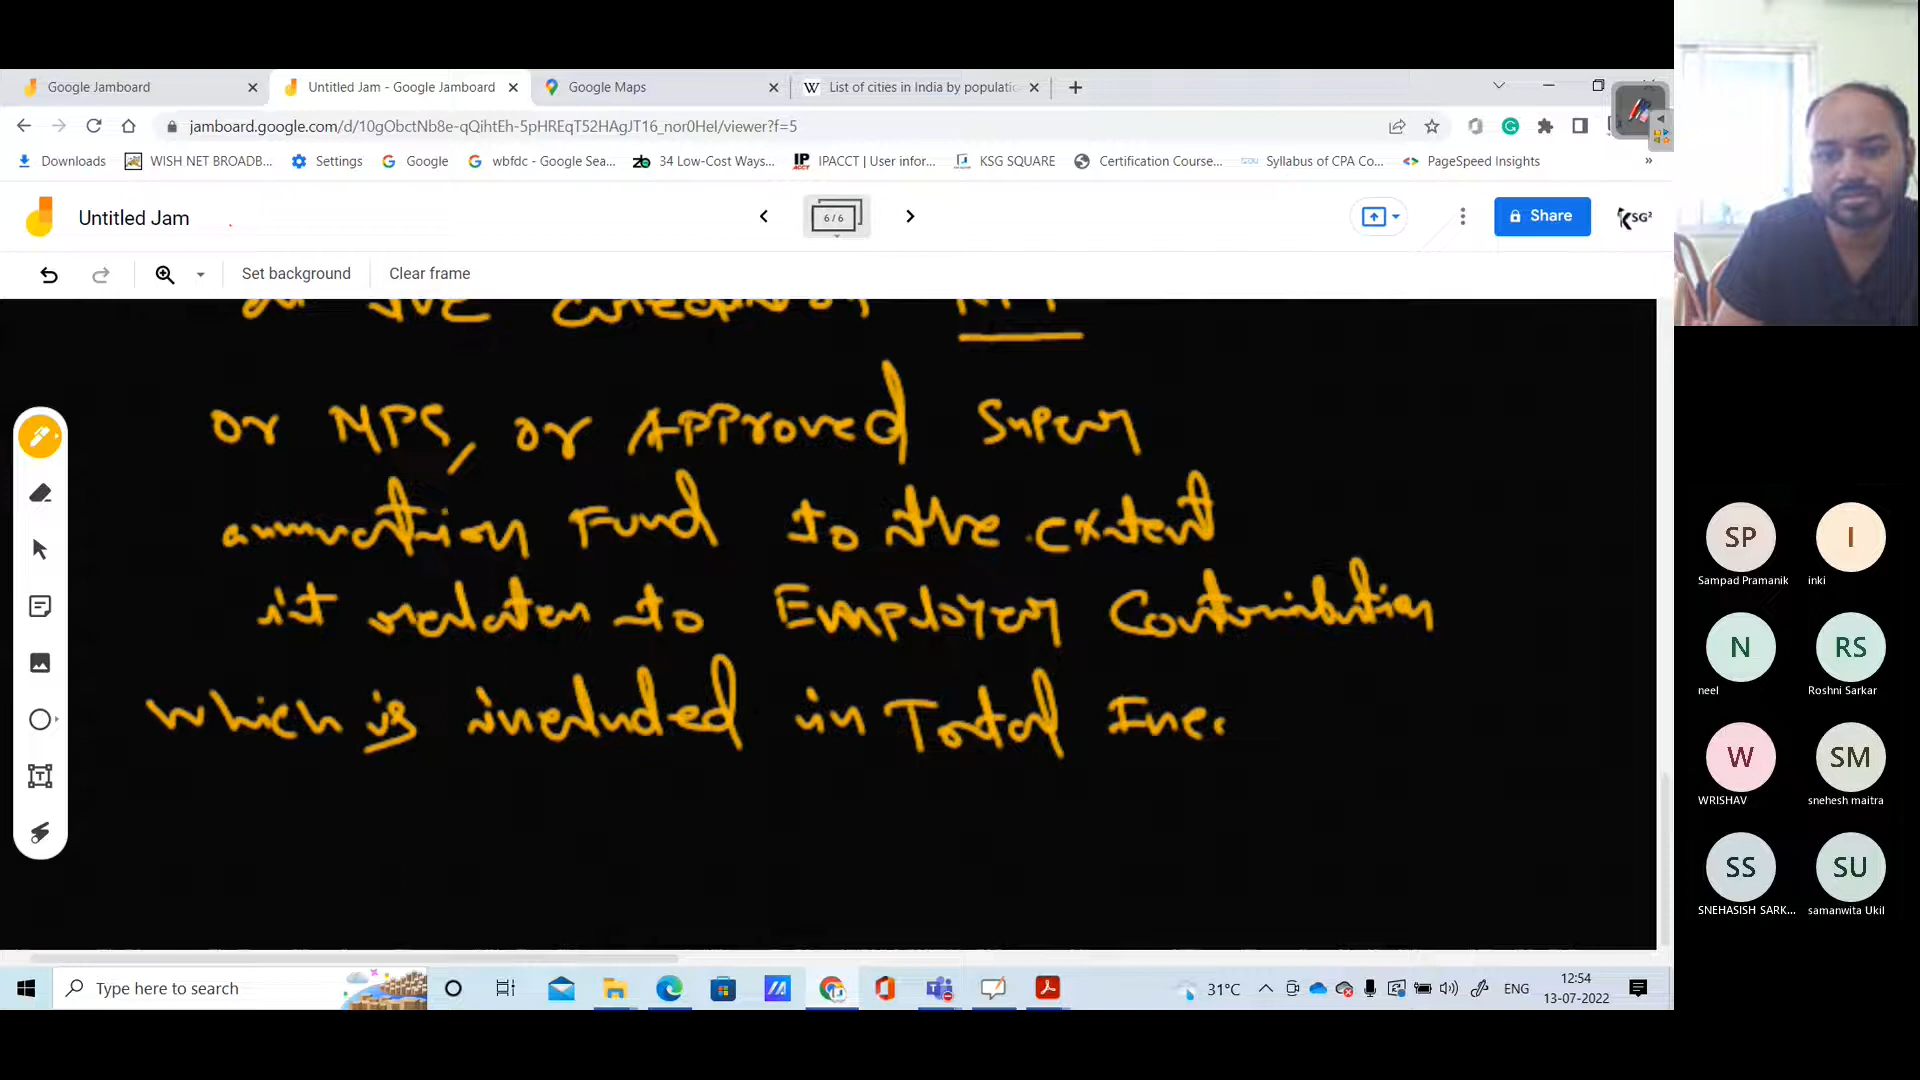 Google Jamboard
Untitled Jam - Google Jamboard
Google Maps
W List of cities in India by populatic
jamboard.google.com/d/10gObctNb8e-qQihtEh-5pHREqT52HAgJT16_nor0HeI/viewer?f=5
Downloads
WISH NET BROADB...
Settings
Google
wbfdc - Google Sea...
34 Low-Cost Ways...
IPACCT | User infor...
KSG SQUARE
Certification Course...
Syllabus of CPA Co...
PageSpeed Insights
Untitled Jam
6 / 6
Share
KSG²
Set background
Clear frame
or NPS, or Approved Super
annuation Fund to the extent
it relates to Employer Contribution
which is included in Total Inc
SP
Sampad Pramanik
I
inki
N
neel
RS
Roshni Sarkar
W
WRISHAV
SM
snehesh maitra
SS
SNEHASISH SARK...
SU
samanwita Ukil
Type here to search
31°C
ENG
12:54
13-07-2022